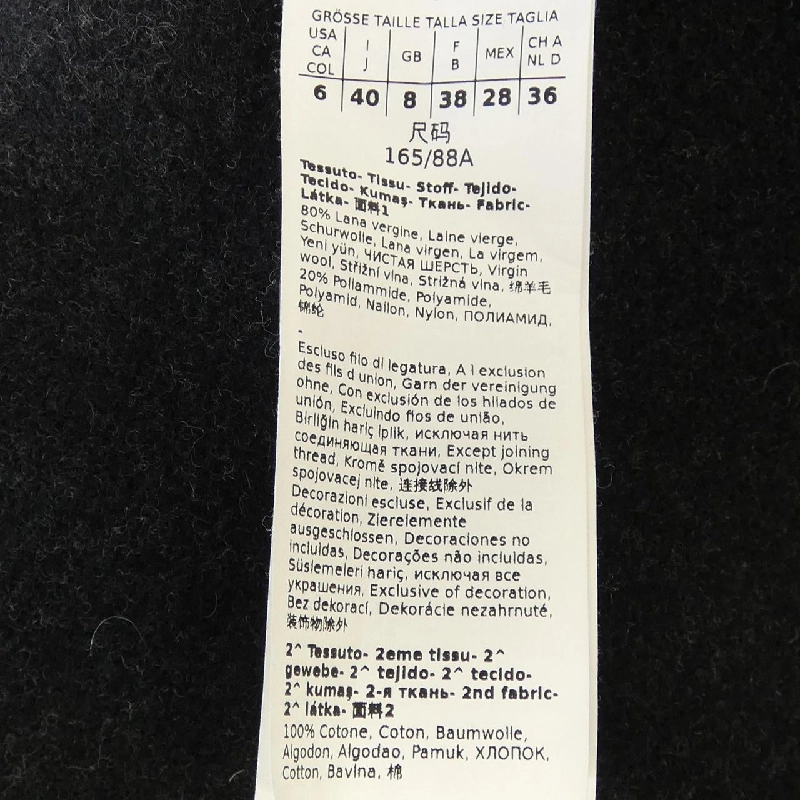 GRÖSSE TAILLE TALLA SIZE TAGLIA
USA CA COL I J GB F B MEX CH A NL D
6 40 8 38 28 36
尺码
165/88A
Tessuto- Tissu- Stoff- Tejido-
Tecido- Kumaş- Ткань- Fabric-
Látka- 面料1
80% Lana vergine, Laine vierge,
Schurwolle, Lana virgen, La virgem,
Yeni yün, ЧИСТАЯ ШЕРСТЬ, Virgin
wool, Střižní vlna, Strižná vlna, 绵羊毛
20% Poliammide, Polyamide,
Polyamid, Nailon, Nylon, ПОЛИАМИД,
锦纶
-
Escluso filo di legatura, A l exclusion
des fils d union, Garn der vereinigung
ohne, Con exclusión de los hilados de
unión, Excluindo fios de união,
Birliğin hariç iplik, исключая нить
соединяющая ткани, Except joining
thread, Kromě spojovací nite, Okrem
spojovacej nite, 连接线除外
Decorazioni escluse, Exclusif de la
décoration, Zierelemente
ausgeschlossen, Decoraciones no
incluidas, Decorações não incluidas,
Süslemeleri hariç, исключая все
украшения, Exclusive of decoration,
Bez dekorací, Dekorácie nezahrnuté,
装饰物除外
2^ Tessuto- 2eme tissu- 2^
gewebe- 2^ tejido- 2^ tecido-
2^ kumaş- 2-я ткань- 2nd fabric-
2^ látka- 面料2
100% Cotone, Coton, Baumwolle,
Algodon, Algodao, Pamuk, ХЛОПОК,
Cotton, Bavlna, 棉